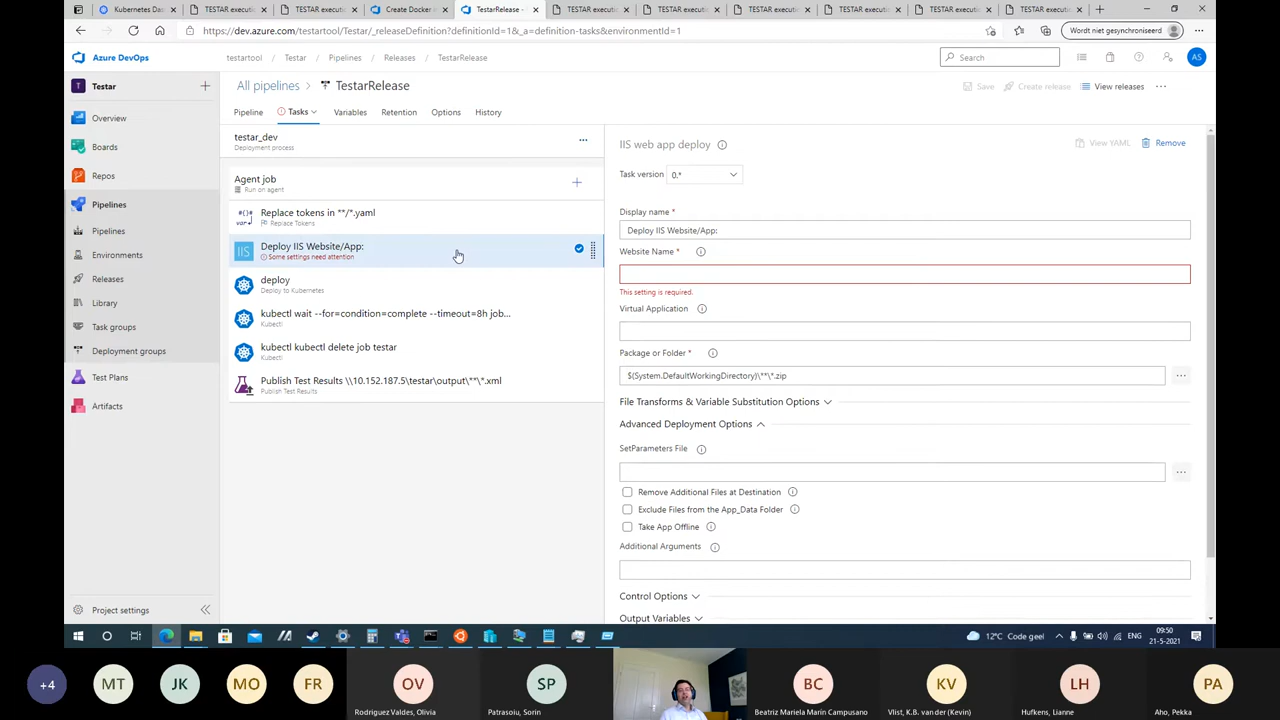 Kubernetes Das
TESTAR executi
TESTAR executi
Create Docker
TestarRelease -
TESTAR executi
TESTAR executi
TESTAR executi
TESTAR executi
TESTAR executi
TESTAR executi
https://dev.azure.com/testartool/Testar/_releaseDefinition?definitionId=1&_a=definition-tasks&environmentId=1
Wordt niet gesynchroniseerd
Azure DevOps
testartool
Testar
Pipelines
Releases
TestarRelease
Search
AS
T
Testar
All pipelines
TestarRelease
Save
Create release
View releases
Pipeline
Tasks
Variables
Retention
Options
History
Overview
Boards
Repos
Pipelines
Pipelines
Environments
Releases
Library
Task groups
Deployment groups
Test Plans
Artifacts
Project settings
testar_dev
Deployment process
Agent job
Run on agent
Replace tokens in **/*.yaml
Replace Tokens
IIS
Deploy IIS Website/App:
Some settings need attention
deploy
Deploy to Kubernetes
kubectl wait --for=condition=complete --timeout=8h job...
Kubectl
kubectl kubectl delete job testar
Kubectl
Publish Test Results \\10.152.187.5\testar\output\**\*.xml
Publish Test Results
IIS web app deploy
View YAML
Remove
Task version
0.*
Display name *
Deploy IIS Website/App:
Website Name *
This setting is required.
Virtual Application
Package or Folder *
$(System.DefaultWorkingDirectory)\**\*.zip
File Transforms & Variable Substitution Options
Advanced Deployment Options
SetParameters File
Remove Additional Files at Destination
Exclude Files from the App_Data Folder
Take App Offline
Additional Arguments
Control Options
Output Variables
12°C Code geel
ENG
09:50
21-5-2021
+4
MT
JK
MO
FR
OV
Rodriguez Valdes, Olivia
SP
Patrasoiu, Sorin
BC
Beatriz Mariela Marín Campusano
KV
Vlist, K.B. van der (Kevin)
LH
Hufkens, Lianne
PA
Aho, Pekka